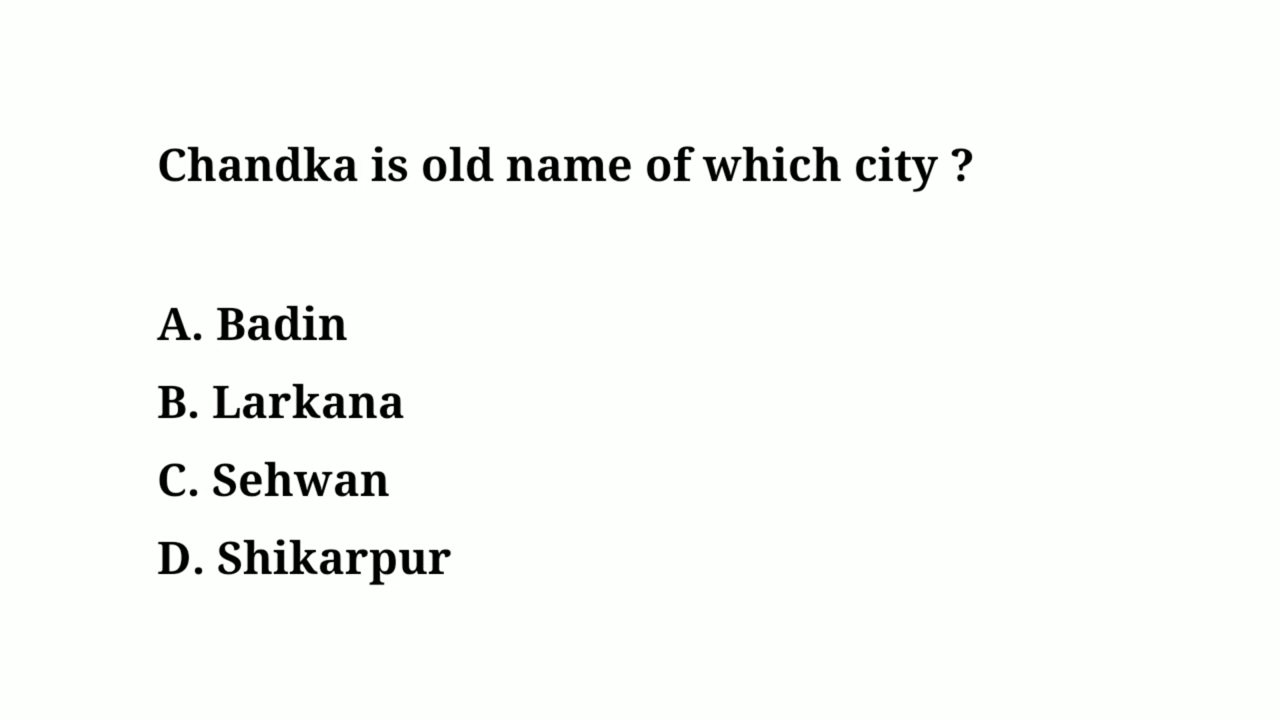 Chandka is old name of which city ?
A. Badin
B. Larkana
C. Sehwan
D. Shikarpur